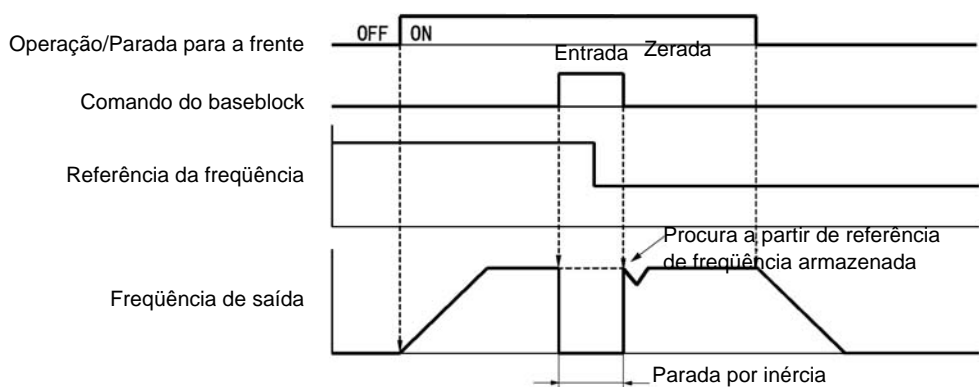 OFF ON
Operação/Parada para a frente
Entrada Zerada
Comando do baseblock
Referência da freqüência
Procura a partir de referência
de freqüência armazenada
Freqüência de saída
Parada por inércia